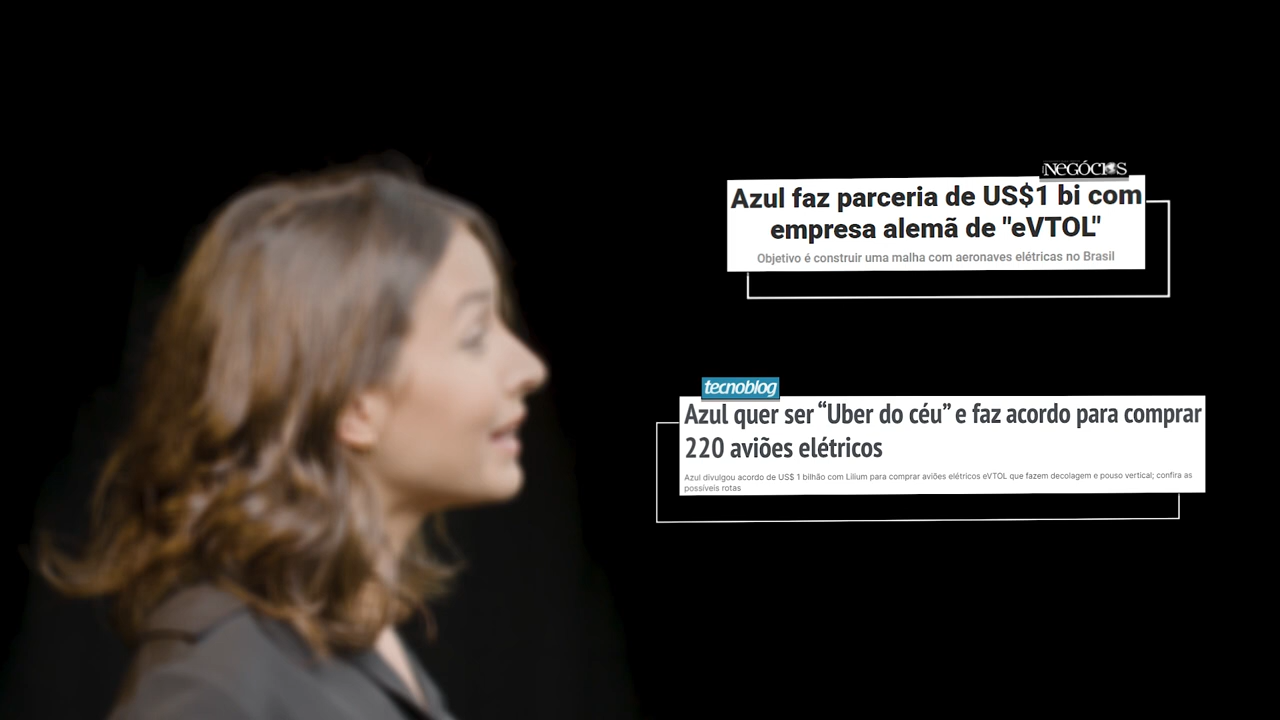 NEGÓCIOS
Azul faz parceria de US$1 bi com
empresa alemã de "eVTOL"
Objetivo é construir uma malha com aeronaves elétricas no Brasil
tecnoblog
Azul quer ser “Uber do céu” e faz acordo para comprar
220 aviões elétricos
Azul divulgou acordo de US$ 1 bilhão com Lilium para comprar aviões elétricos eVTOL que fazem decolagem e pouso vertical; confira as
possíveis rotas